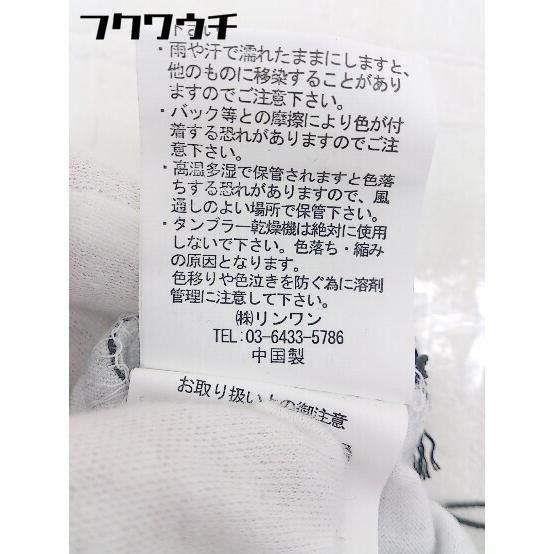 フクウウチ
下さい。
・雨や汗で濡れたままにしますと、
他のものに移染することがあり
ますのでご注意下さい。
・バック等との摩擦により色が付
着する恐れがありますのでご注
意下さい。
・高温多湿で保管されますと色落
ちする恐れがありますので、風
通しのよい場所で保管下さい。
・タンブラー乾燥機は絶対に使用
しないで下さい。色落ち・縮み
の原因となります。
色移りや色泣きを防ぐ為に溶剤
管理に注意して下さい。
㈱リンワン
TEL:03-6433-5786
中国製
お取り扱い上の御注意